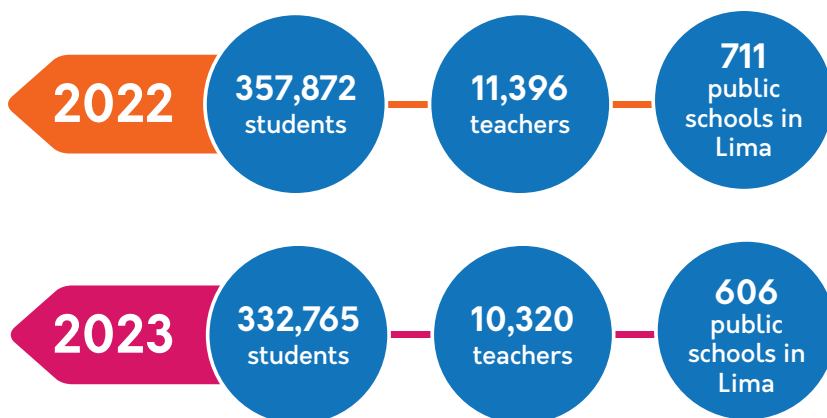 2022
357,872
students
11,396
teachers
711
public
schools in
Lima
2023
332,765
students
10,320
teachers
606
public
schools in
Lima